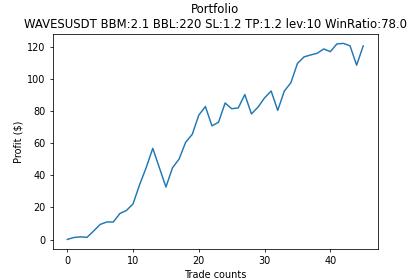 Portfolio
WAVESUSDT BBM:2.1 BBL:220 SL:1.2 TP:1.2 lev:10 WinRatio:78.0
120
100
80
60
40
20
0
Profit ($)
0 10 20 30 40
Trade counts